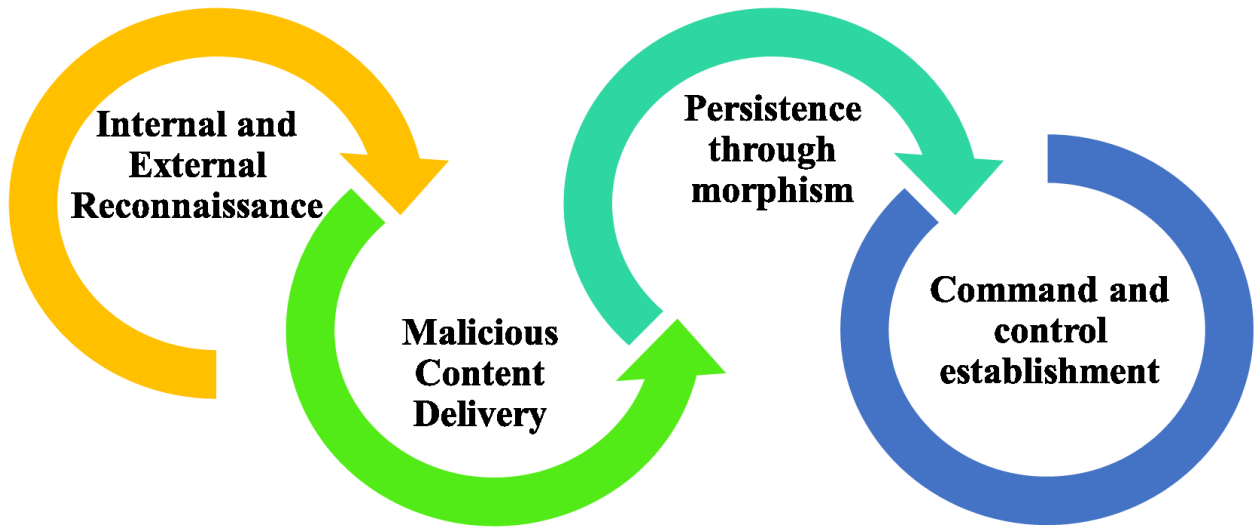 Internal and
External
Reconnaissance
Malicious
Content
Delivery
Persistence
through
morphism
Command and
control
establishment